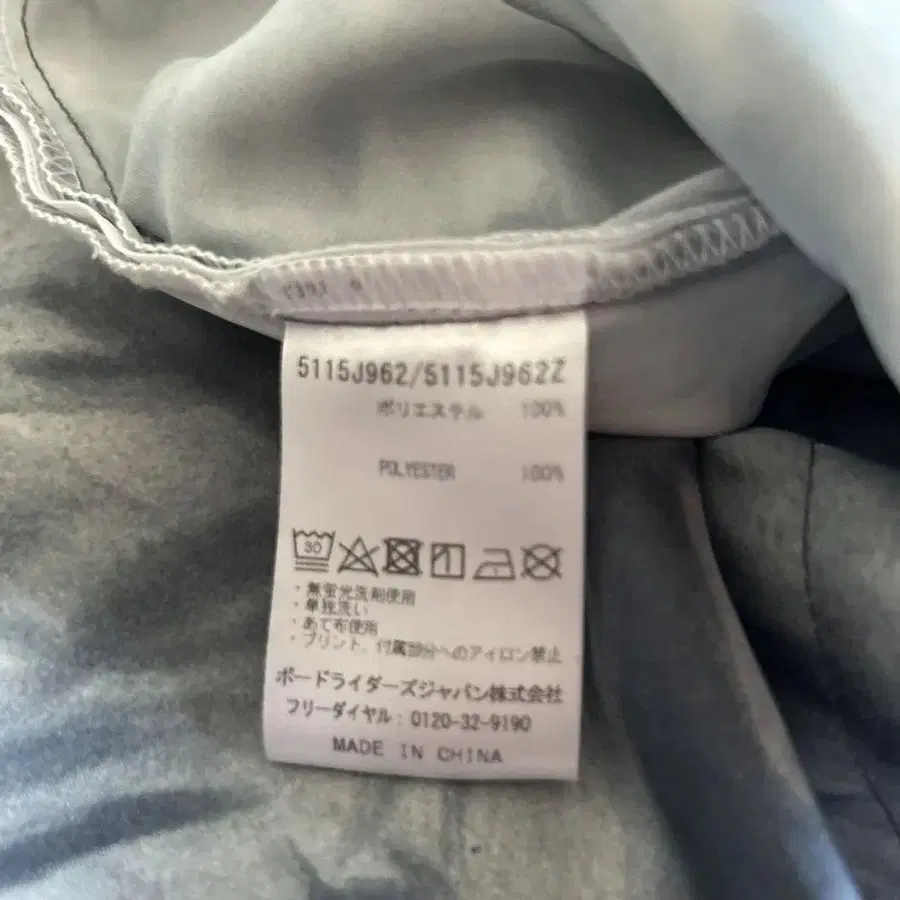 5115J962/5115J962Z
ポリエステル 100%
POLYESTER 100%
30
・無蛍光洗剤使用
・単独洗い
・あて布使用
・プリント、付属部分へのアイロン禁止
ボードライダーズジャパン株式会社
フリーダイヤル：0120-32-9190
MADE IN CHINA